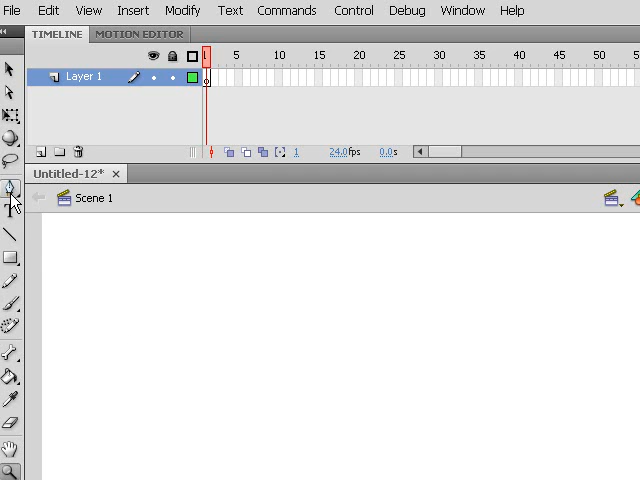 File Edit View Insert Modify Text Commands Control Debug Window Help
TIMELINE MOTION EDITOR
1 5 10 15 20 25 30 35 40 45 50
Layer 1
1 24.0fps 0.0s
Untitled-12* ×
Scene 1
T